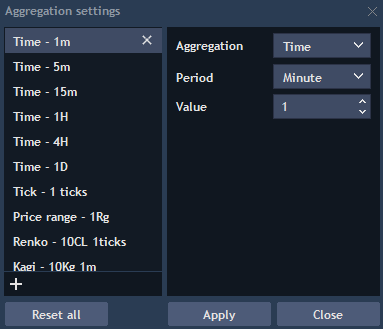 Aggregation settings
Time - 1m
Time - 5m
Time - 15m
Time - 1H
Time - 4H
Time - 1D
Tick - 1 ticks
Price range - 1Rg
Renko - 10CL 1ticks
Kagi - 10Kg 1m
Aggregation Time
Period Minute
Value 1
Reset all Apply Close